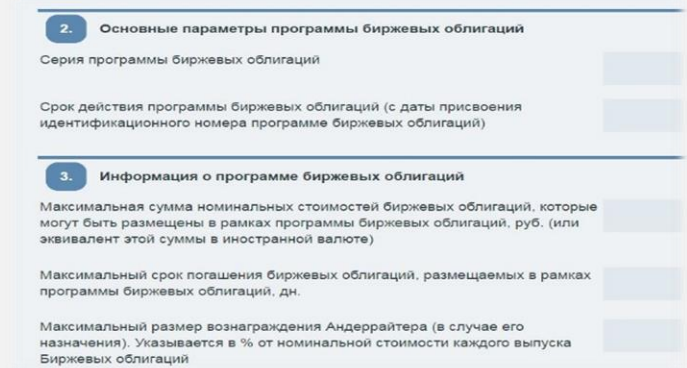 2. Основные параметры программы биржевых облигаций
Серия программы биржевых облигаций
Срок действия программы биржевых облигаций (с даты присвоения
идентификационного номера программе биржевых облигаций)
3. Информация о программе биржевых облигаций
Максимальная сумма номинальных стоимостей биржевых облигаций, которые
могут быть размещены в рамках программы биржевых облигаций, руб. (или
эквивалент этой суммы в иностранной валюте)
Максимальный срок погашения биржевых облигаций, размещаемых в рамках
программы биржевых облигаций, дн.
Максимальный размер вознаграждения Андеррайтера (в случае его
назначения). Указывается в % от номинальной стоимости каждого выпуска
Биржевых облигаций